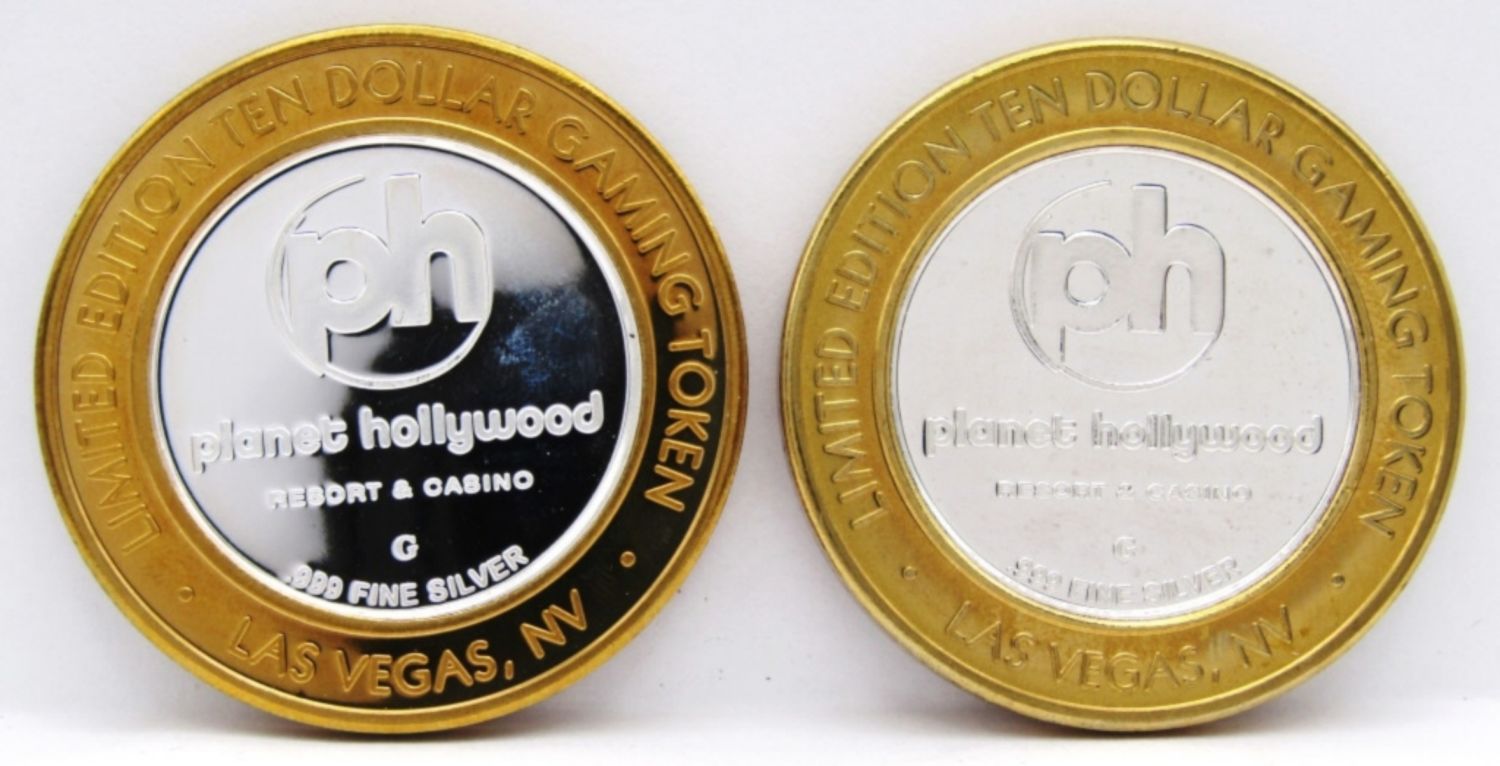 LIMITED EDITION TEN DOLLAR GAMING TOKEN
ph
planet hollywood
RESORT & CASINO
G
.999 FINE SILVER
• LAS VEGAS, NV •
LIMITED EDITION TEN DOLLAR GAMING TOKEN
ph
planet hollywood
RESORT & CASINO
G
.999 FINE SILVER
• LAS VEGAS, NV •